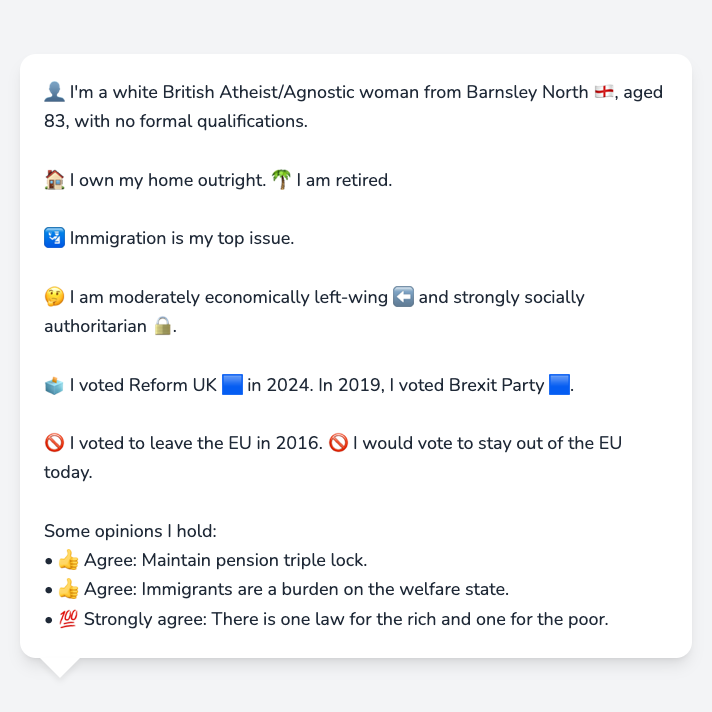 👤 I'm a white British Atheist/Agnostic woman from Barnsley North 🏴󠁧󠁢󠁥󠁮󠁧󠁿, aged
83, with no formal qualifications.
🏠 I own my home outright. 🌴 I am retired.
🛂 Immigration is my top issue.
🤔 I am moderately economically left-wing ⬅️ and strongly socially
authoritarian 🔒.
🗳️ I voted Reform UK 🟦 in 2024. In 2019, I voted Brexit Party 🟦.
🚫 I voted to leave the EU in 2016. 🚫 I would vote to stay out of the EU
today.
Some opinions I hold:
• 👍 Agree: Maintain pension triple lock.
• 👍 Agree: Immigrants are a burden on the welfare state.
• 💯 Strongly agree: There is one law for the rich and one for the poor.